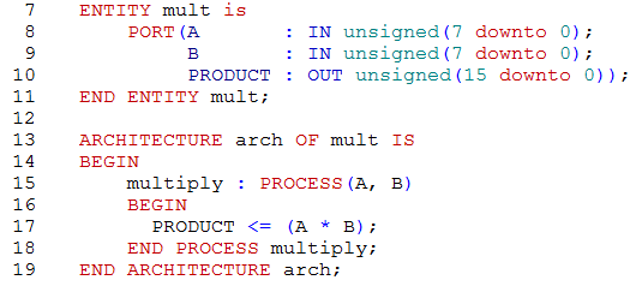 7 ENTITY mult is
8 PORT(A : IN unsigned(7 downto 0);
9 B : IN unsigned(7 downto 0);
10 PRODUCT : OUT unsigned(15 downto 0));
11 END ENTITY mult;
12
13 ARCHITECTURE arch OF mult IS
14 BEGIN
15 multiply : PROCESS(A, B)
16 BEGIN
17 PRODUCT <= (A * B);
18 END PROCESS multiply;
19 END ARCHITECTURE arch;